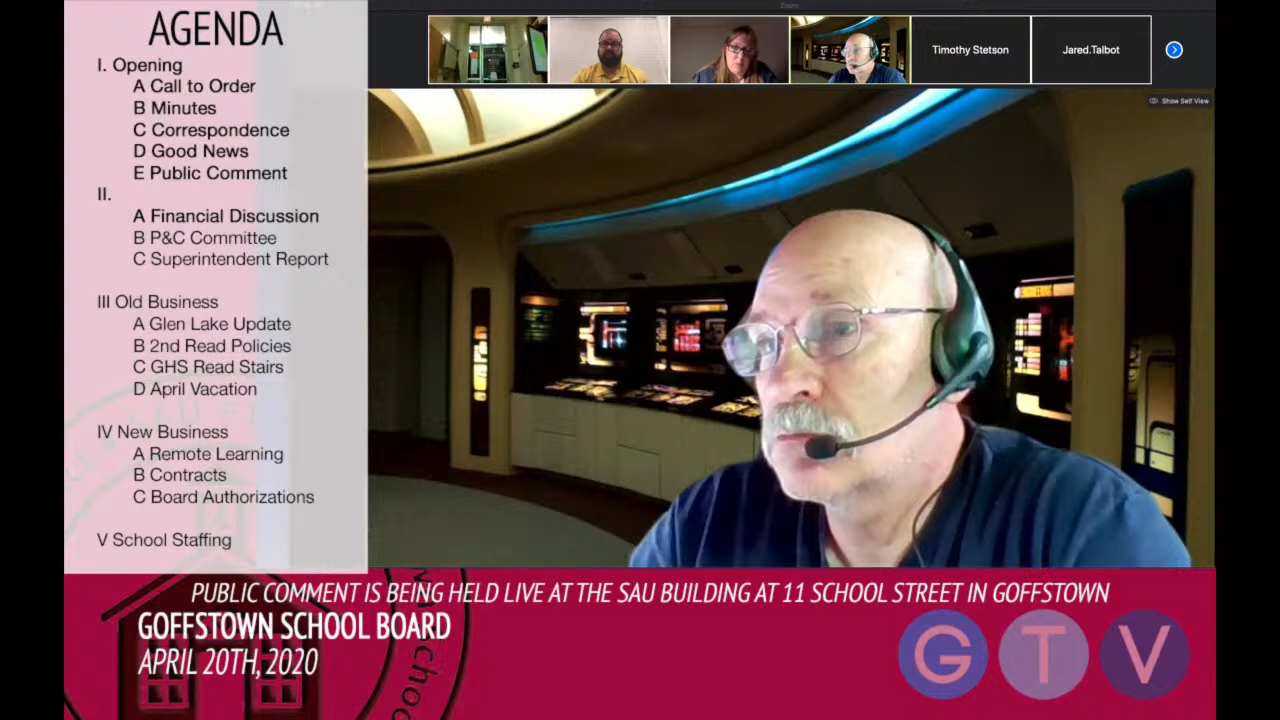 AGENDA
I. Opening
A Call to Order
B Minutes
C Correspondence
D Good News
E Public Comment
II.
A Financial Discussion
B P&C Committee
C Superintendent Report
III Old Business
A Glen Lake Update
B 2nd Read Policies
C GHS Read Stairs
D April Vacation
IV New Business
A Remote Learning
B Contracts
C Board Authorizations
V School Staffing
Zoom
Timothy Stetson
Jared.Talbot
Show Self View
PUBLIC COMMENT IS BEING HELD LIVE AT THE SAU BUILDING AT 11 SCHOOL STREET IN GOFFSTOWN
GOFFSTOWN SCHOOL BOARD
APRIL 20TH, 2020
G T V